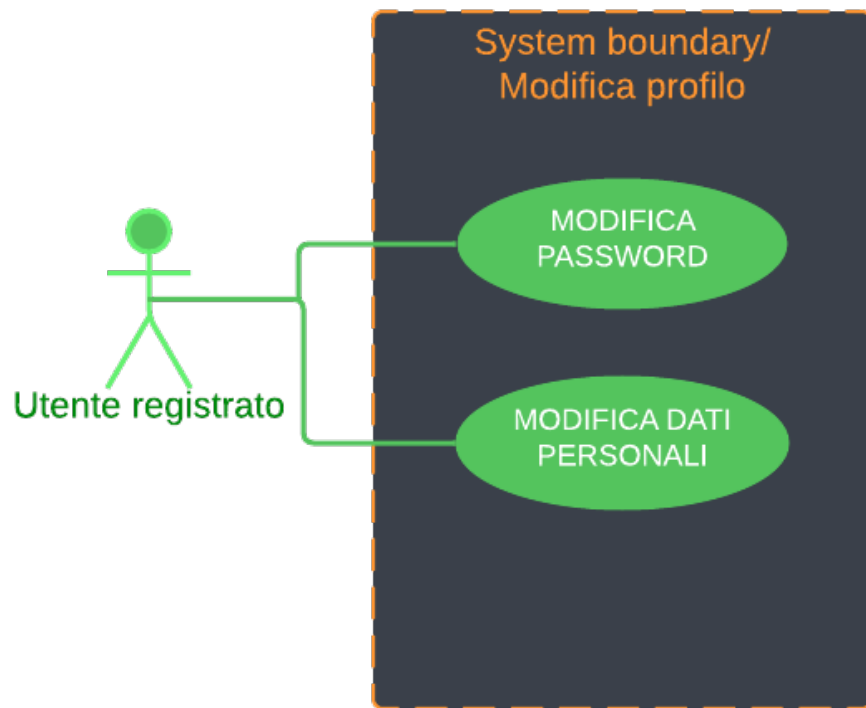 System boundary/
Modifica profilo
MODIFICA
PASSWORD
Utente registrato
MODIFICA DATI
PERSONALI